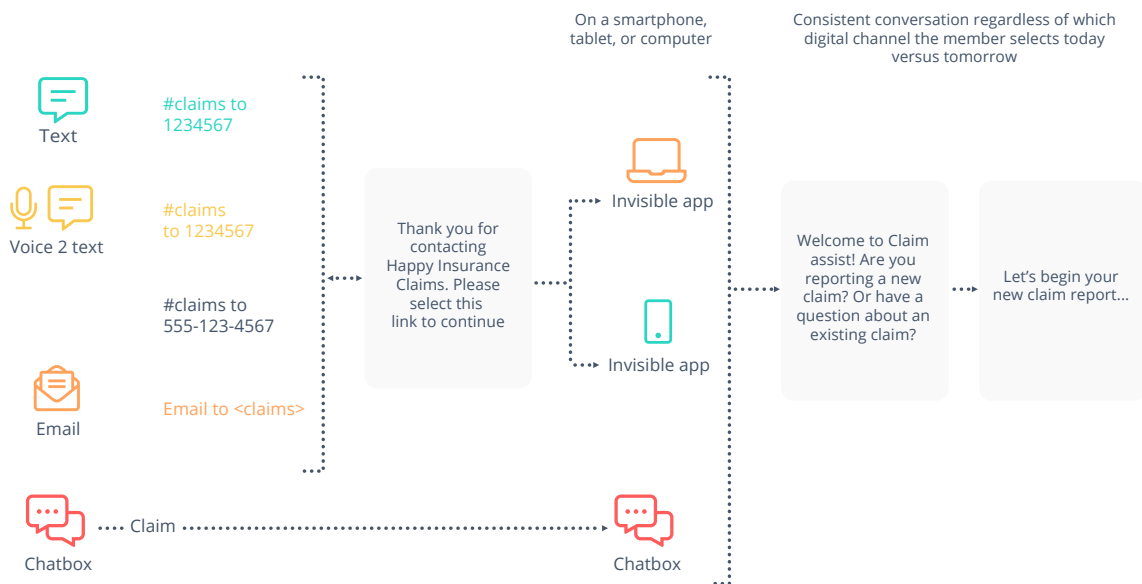 On a smartphone,
tablet, or computer
Consistent conversation regardless of which
digital channel the member selects today
versus tomorrow
Text
#claims to
1234567
Voice 2 text
#claims
to 1234567
#claims to
555-123-4567
Email
Email to <claims>
Thank you for
contacting
Happy Insurance
Claims. Please
select this
link to continue
Invisible app
Invisible app
Welcome to Claim
assist! Are you
reporting a new
claim? Or have a
question about an
existing claim?
Let’s begin your
new claim report...
Chatbox
Claim
Chatbox